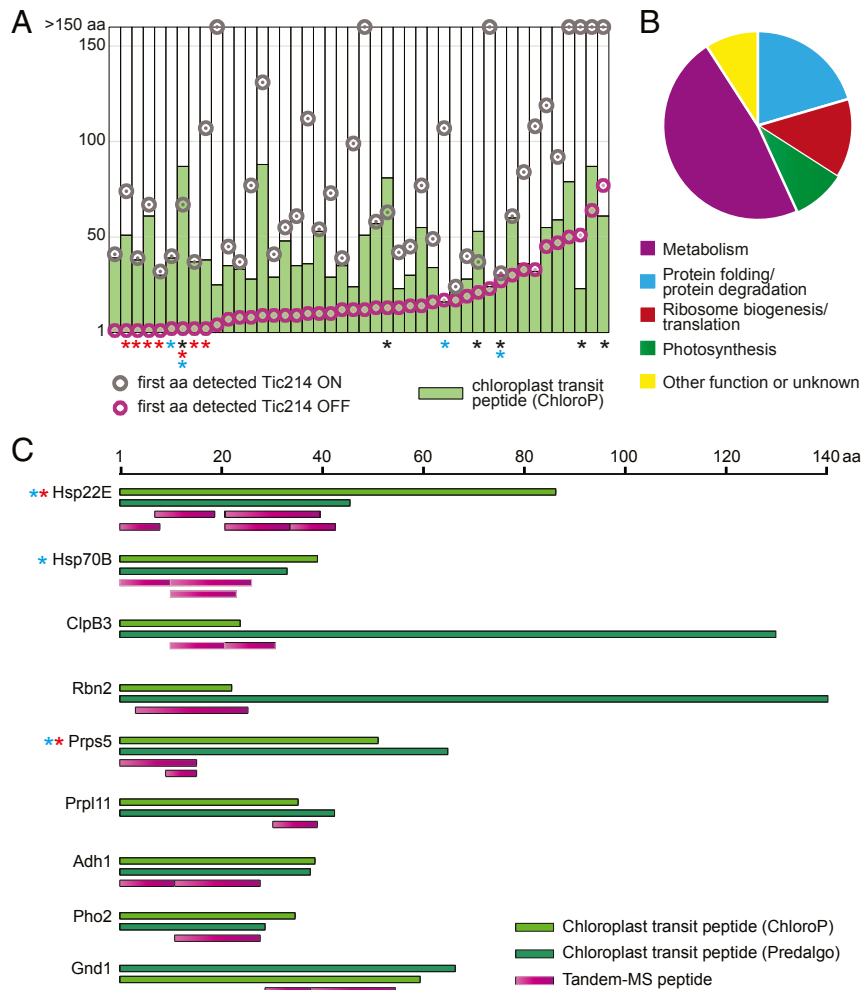 A
>150 aa
150
100
50
1
* * * * * * * * * * * * * *
* *
*
first aa detected Tic214 ON
first aa detected Tic214 OFF
chloroplast transit
peptide (ChloroP)
B
Metabolism
Protein folding/
protein degradation
Ribosome biogenesis/
translation
Photosynthesis
Other function or unknown
C
1 20 40 60 80 100 120 140 aa
** Hsp22E
* Hsp70B
ClpB3
Rbn2
** Prps5
Prpl11
Adh1
Pho2
Gnd1
Chloroplast transit peptide (ChloroP)
Chloroplast transit peptide (Predalgo)
Tandem-MS peptide